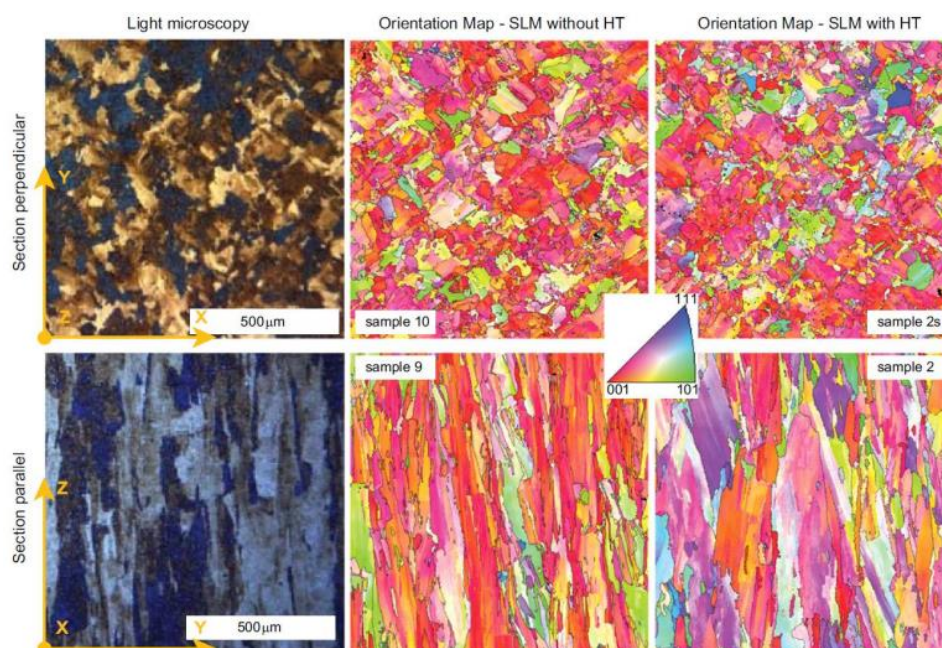 Light microscopy
Orientation Map - SLM without HT
Orientation Map - SLM with HT
Section perpendicular
Y
Z
X
500µm
sample 10
sample 2s
111
001
101
Section parallel
Z
X
Y
500µm
sample 9
sample 2